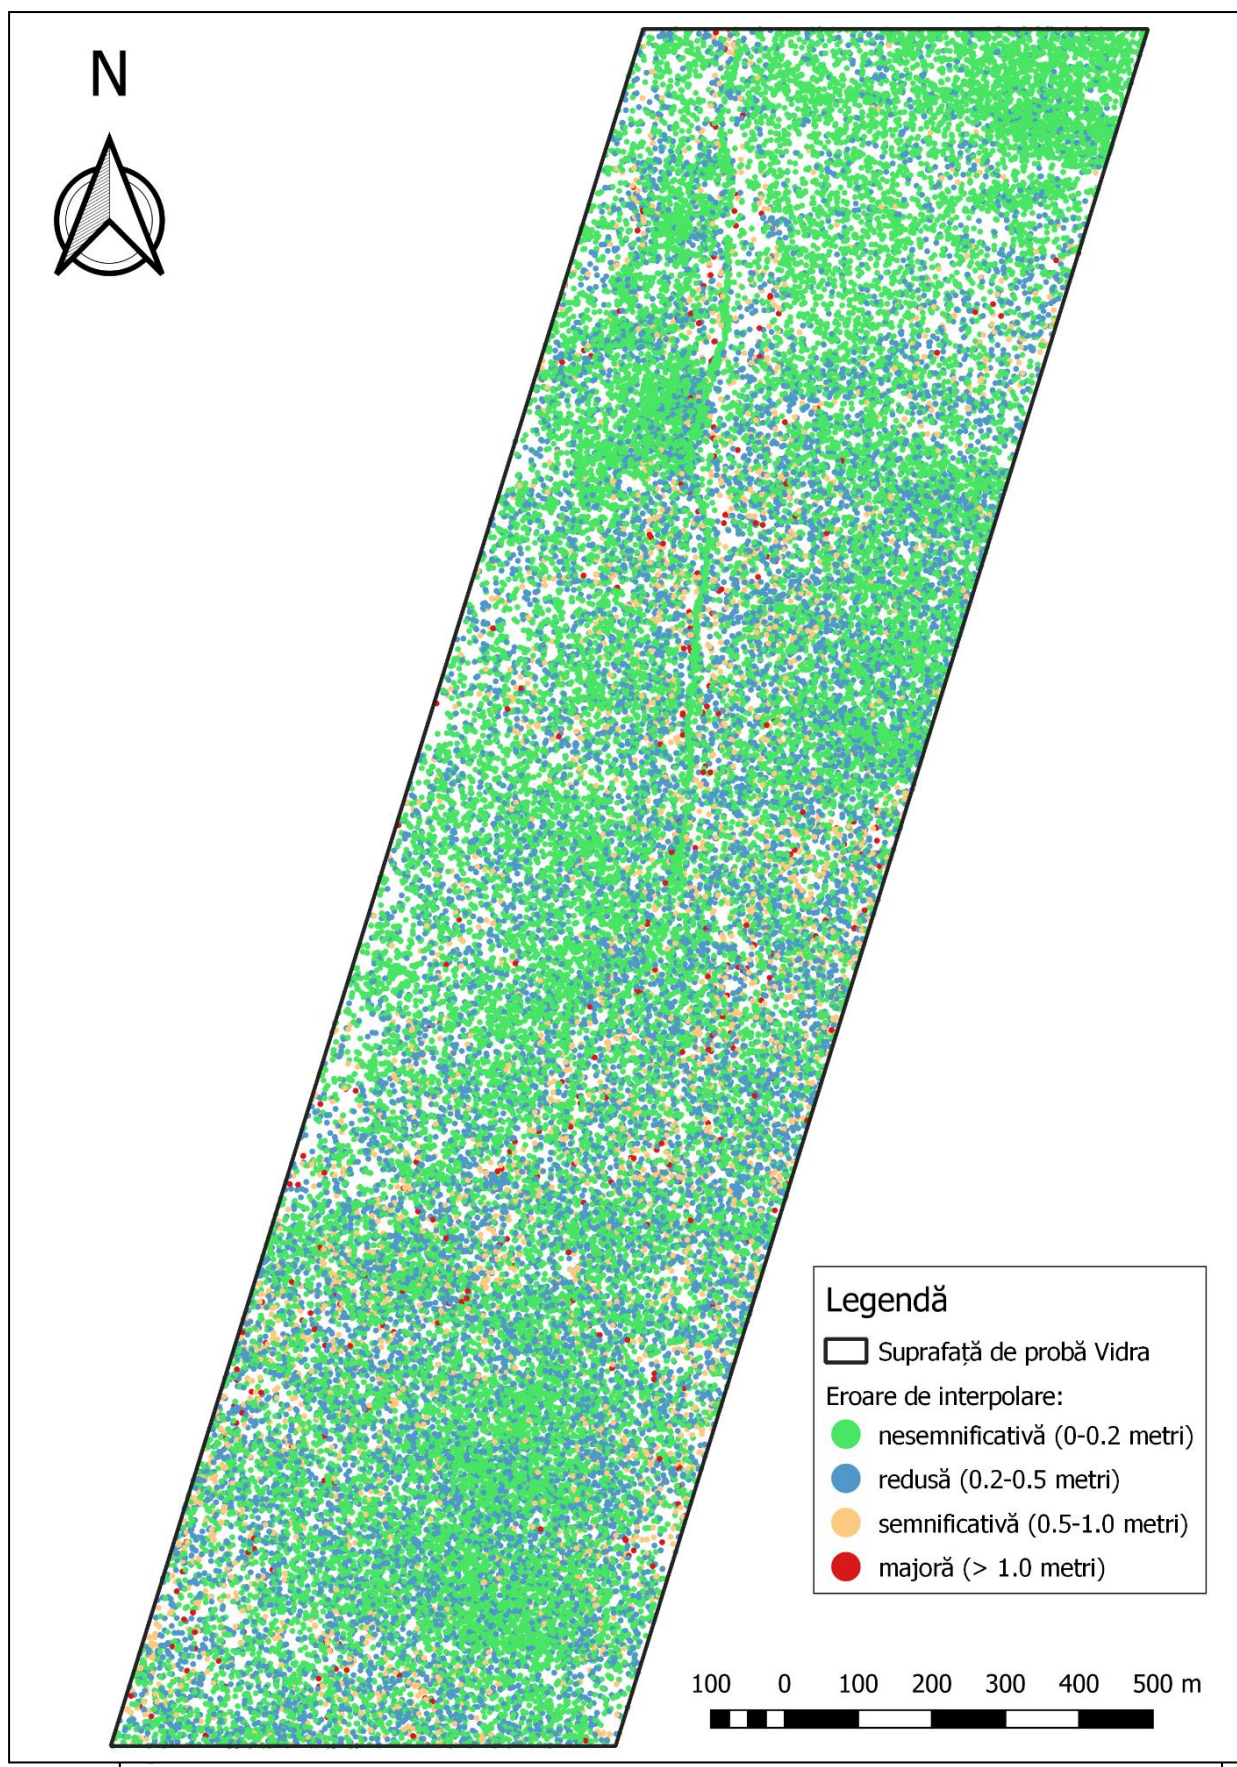 N
Legendă
Suprafață de probă Vidra
Eroare de interpolare:
nesemnificativă (0-0.2 metri)
redusă (0.2-0.5 metri)
semnificativă (0.5-1.0 metri)
majoră (> 1.0 metri)
100 0 100 200 300 400 500 m